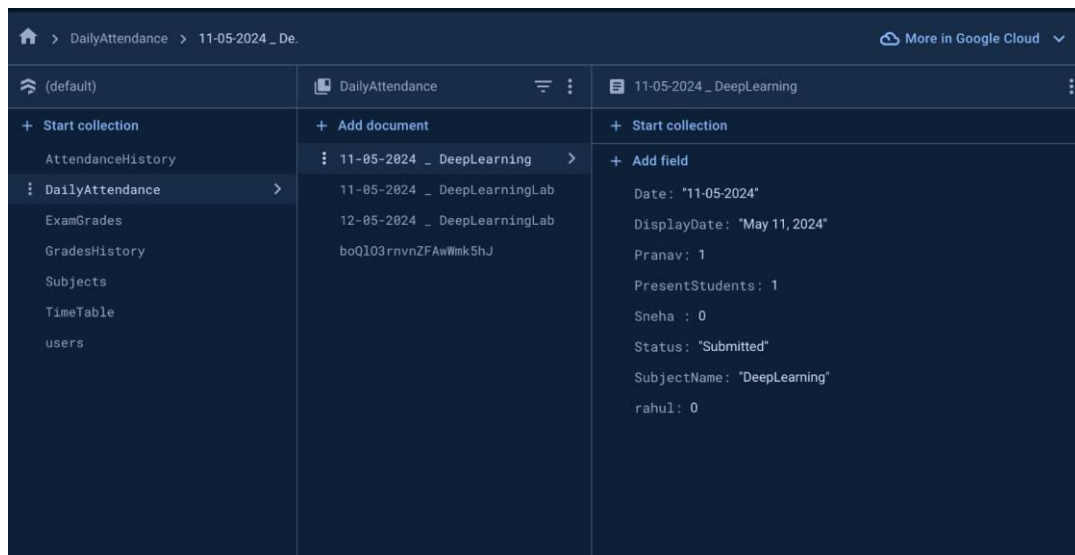 DailyAttendance > 11-05-2024 _ De.
More in Google Cloud
(default)
+ Start collection
AttendanceHistory
DailyAttendance
ExamGrades
GradesHistory
Subjects
TimeTable
users
DailyAttendance
+ Add document
11-05-2024 _ DeepLearning
11-05-2024 _ DeepLearningLab
12-05-2024 _ DeepLearningLab
boQlO3rnvnZFAwWmk5hJ
11-05-2024 _ DeepLearning
+ Start collection
+ Add field
Date: "11-05-2024"
DisplayDate: "May 11, 2024"
Pranav: 1
PresentStudents: 1
Sneha : 0
Status: "Submitted"
SubjectName: "DeepLearning"
rahul: 0